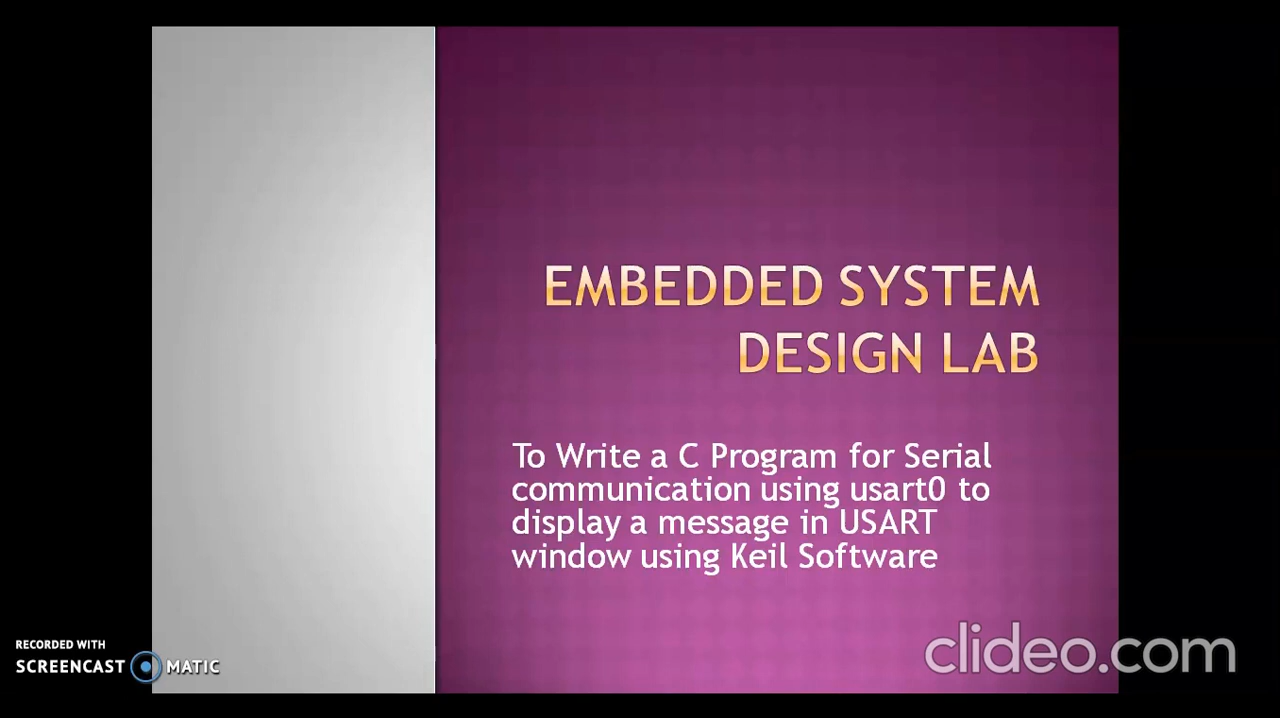 EMBEDDED SYSTEM
DESIGN LAB
To Write a C Program for Serial
communication using usart0 to
display a message in USART
window using Keil Software
RECORDED WITH
SCREENCAST MATIC
clideo.com